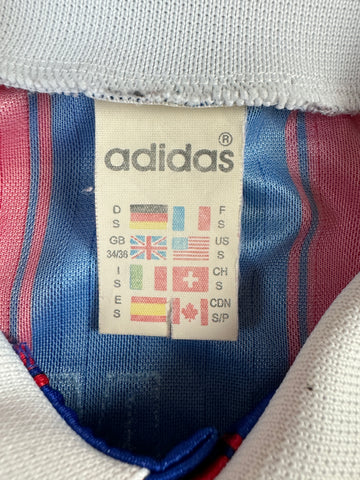 ®
adidas
D F
S S
GB US
34/36 S
I CH
S S
E CDN
S S/P